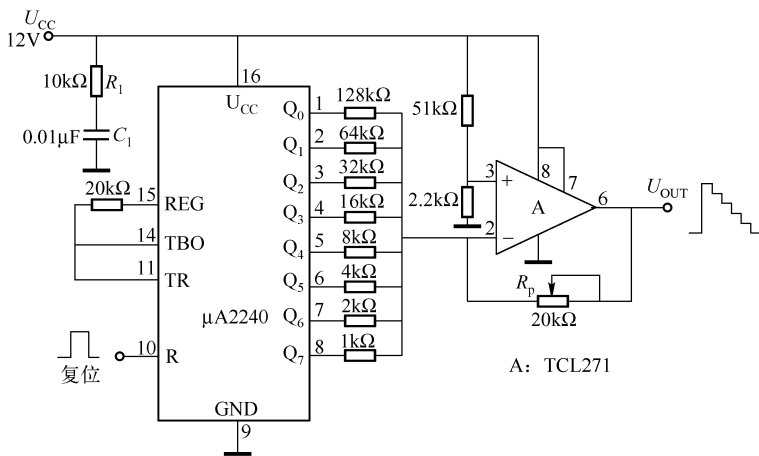 U_CC
12V
10kΩ R_1
0.01μF C_1
20kΩ
15 REG
14 TBO
11 TR
10 R
复位
16
U_CC
μA2240
GND
9
Q_0 1 128kΩ
Q_1 2 64kΩ
Q_2 3 32kΩ
Q_3 4 16kΩ
Q_4 5 8kΩ
Q_5 6 4kΩ
Q_6 7 2kΩ
Q_7 8 1kΩ
51kΩ
2.2kΩ
3 +
2 −
A
8
7
6
U_OUT
R_p
20kΩ
A：TCL271